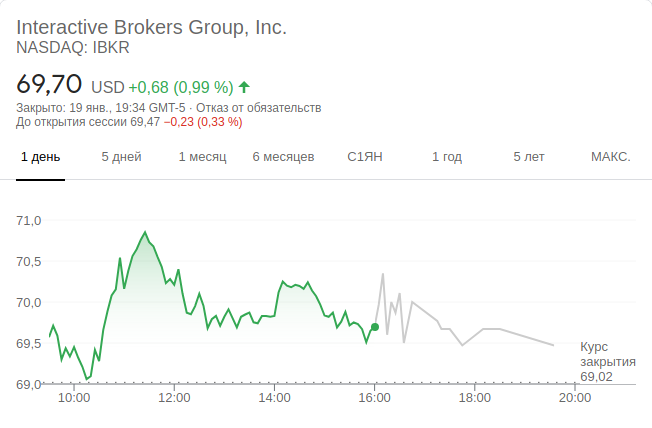 Interactive Brokers Group, Inc.
NASDAQ: IBKR
69,70 USD +0,68 (0,99 %)
Закрыто: 19 янв., 19:34 GMT-5 · Отказ от обязательств
До открытия сессии 69,47 −0,23 (0,33 %)
1 день 5 дней 1 месяц 6 месяцев С1ЯН 1 год 5 лет МАКС.
71,0
70,5
70,0
69,5
69,0
Курс
закрытия
69,02
10:00 12:00 14:00 16:00 18:00 20:00